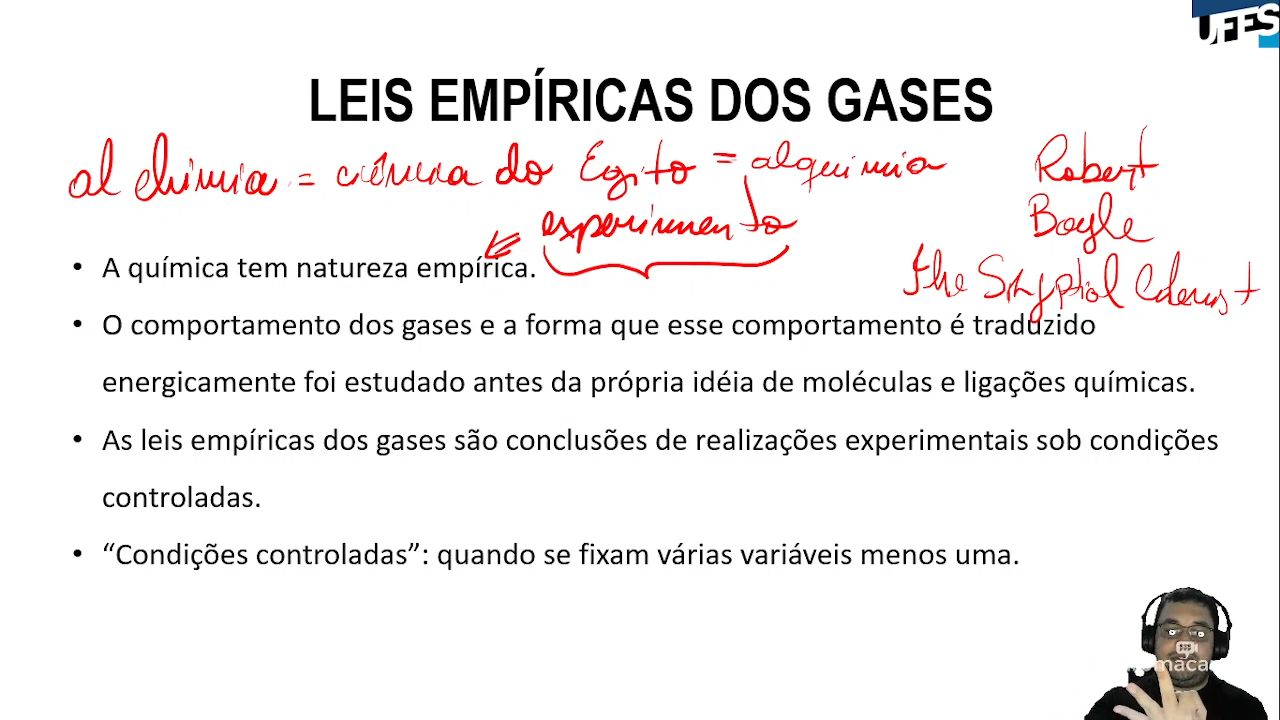 UFES
LEIS EMPÍRICAS DOS GASES
al chimia = ciência do Egito = alquimia
experimento
Robert
Boyle
the
• A química tem natureza empírica.
• O comportamento dos gases e a forma que esse comportamento é traduzido
energicamente foi estudado antes da própria idéia de moléculas e ligações químicas.
• As leis empíricas dos gases são conclusões de realizações experimentais sob condições
controladas.
• “Condições controladas”: quando se fixam várias variáveis menos uma.